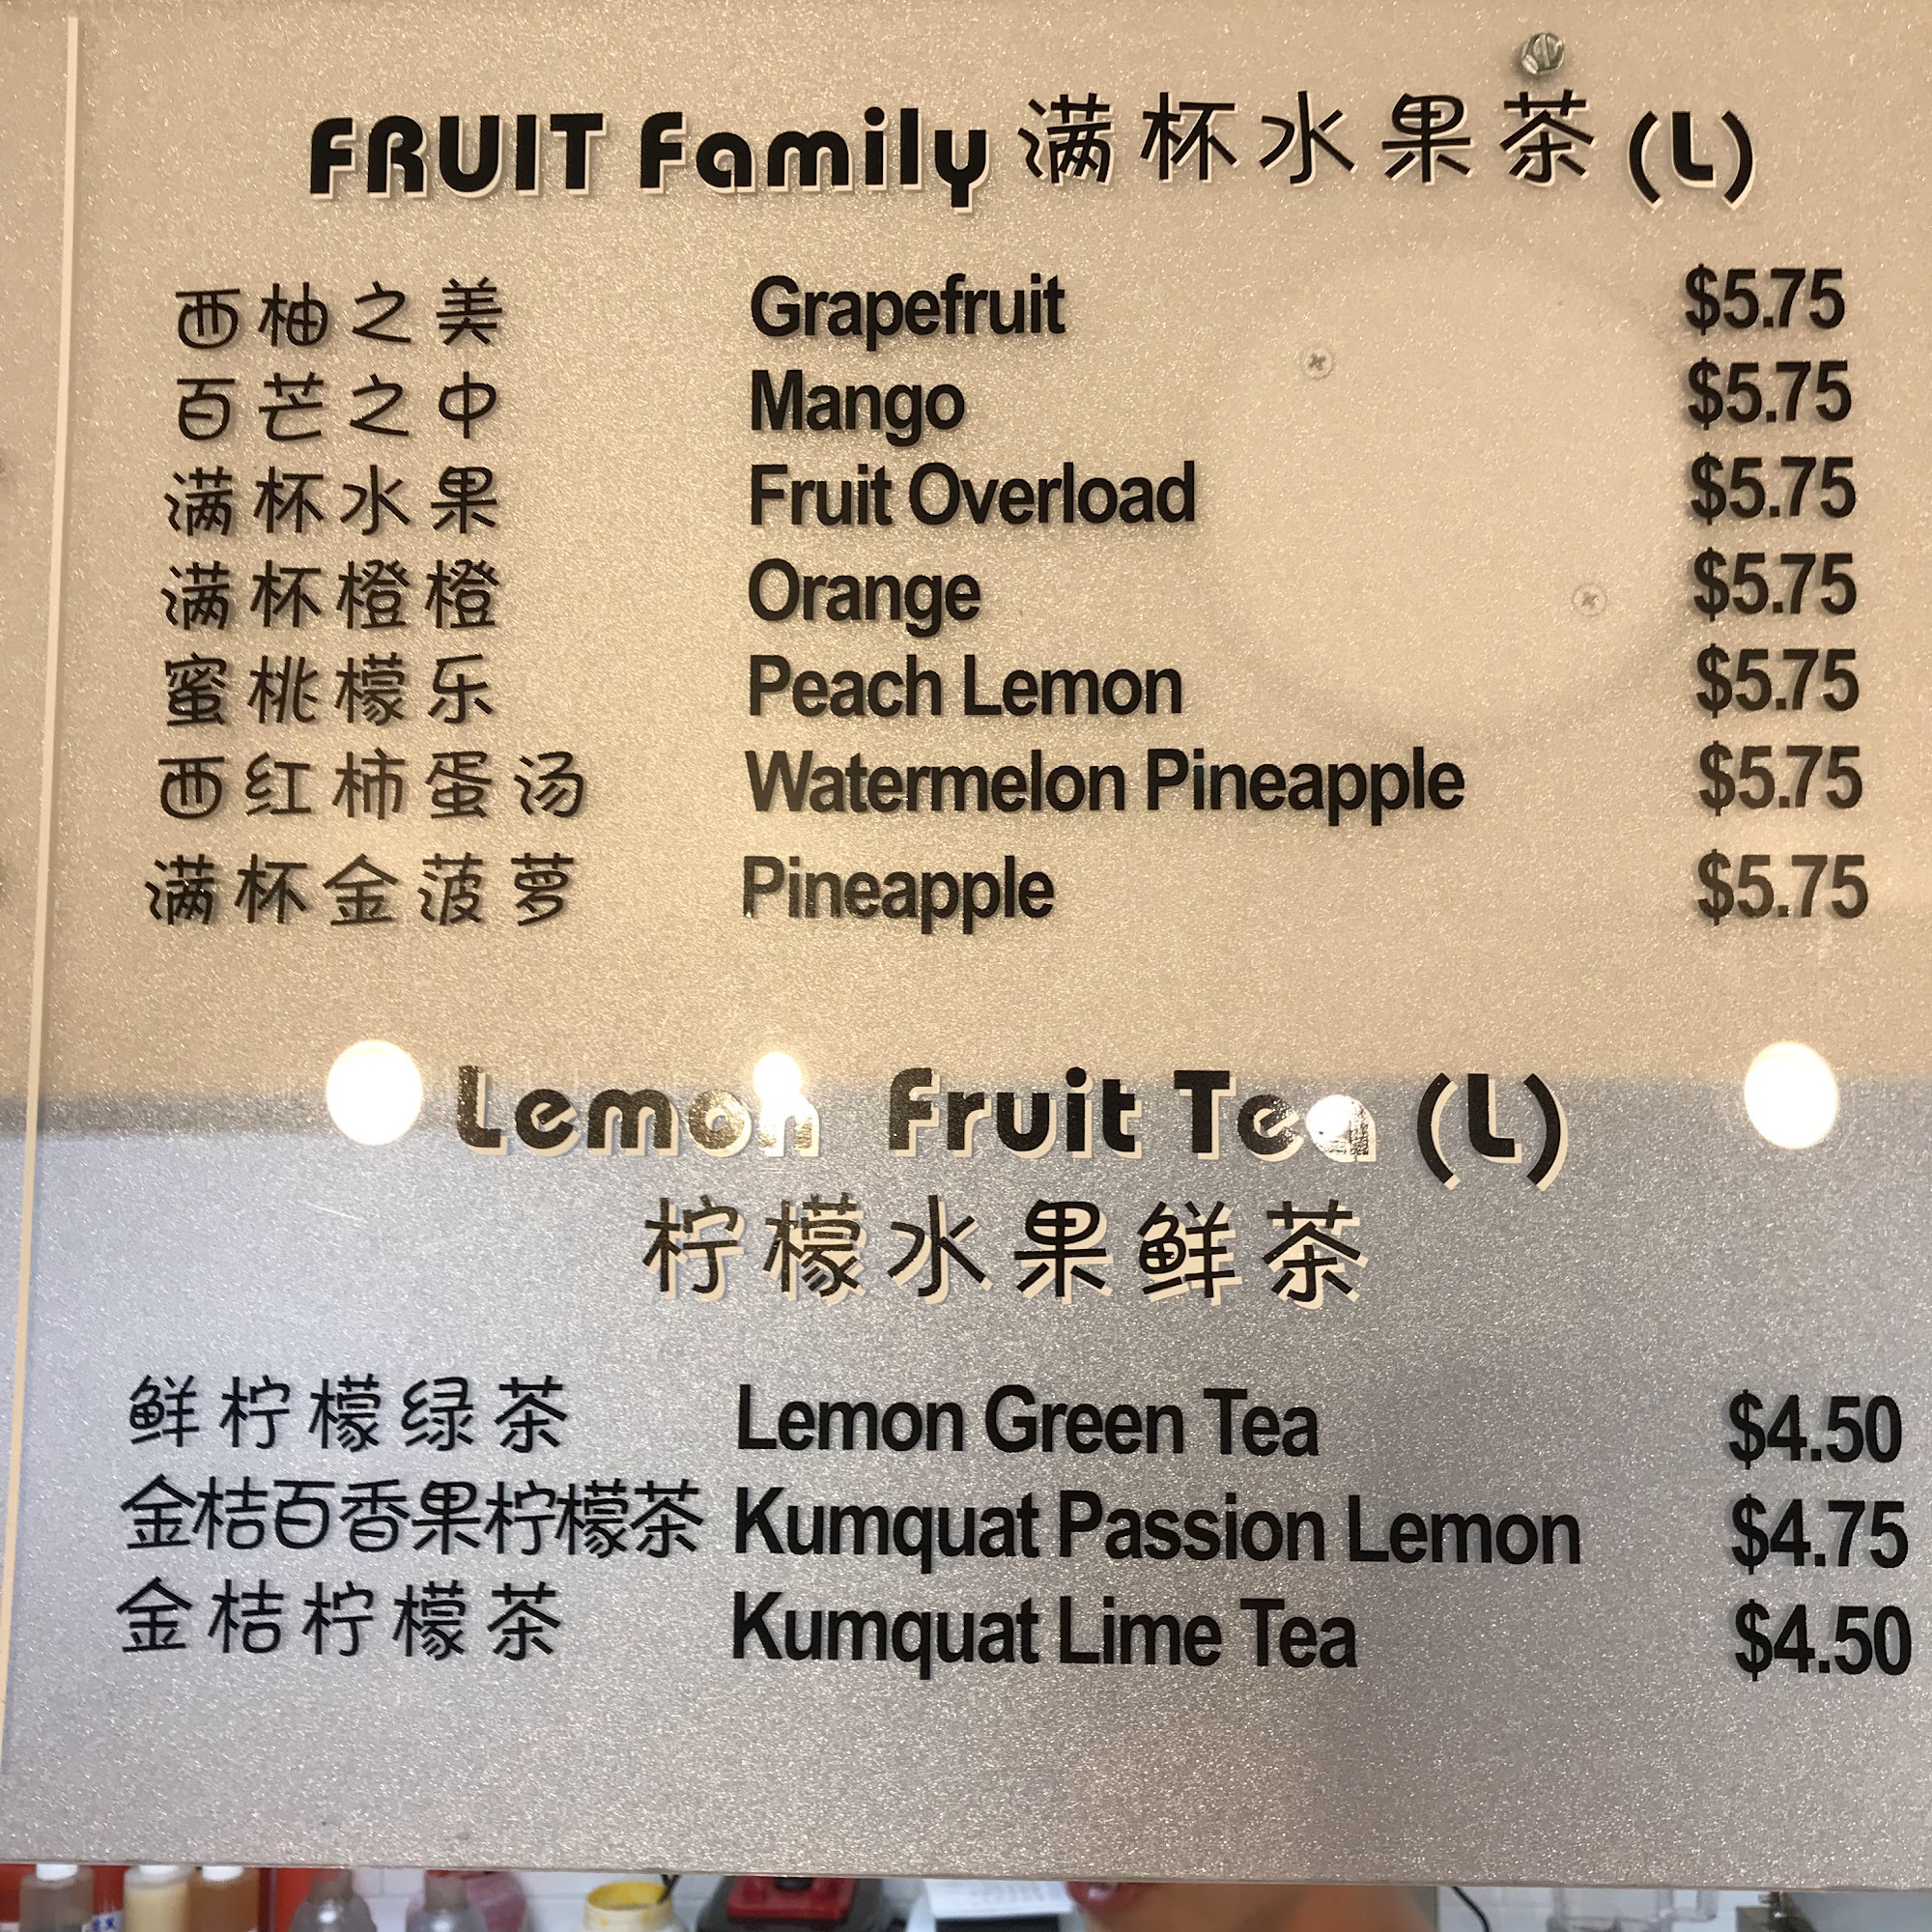 FRUIT Family 满杯水果茶 (L)
西柚之美 Grapefruit $5.75
百芒之中 Mango $5.75
满杯水果 Fruit Overload $5.75
满杯橙橙 Orange $5.75
蜜桃檬乐 Peach Lemon $5.75
西红柿蛋汤 Watermelon Pineapple $5.75
满杯金菠萝 Pineapple $5.75
Lemon Fruit Tea (L)
柠檬水果鲜茶
鲜柠檬绿茶 Lemon Green Tea $4.50
金桔百香果柠檬茶 Kumquat Passion Lemon $4.75
金桔柠檬茶 Kumquat Lime Tea $4.50